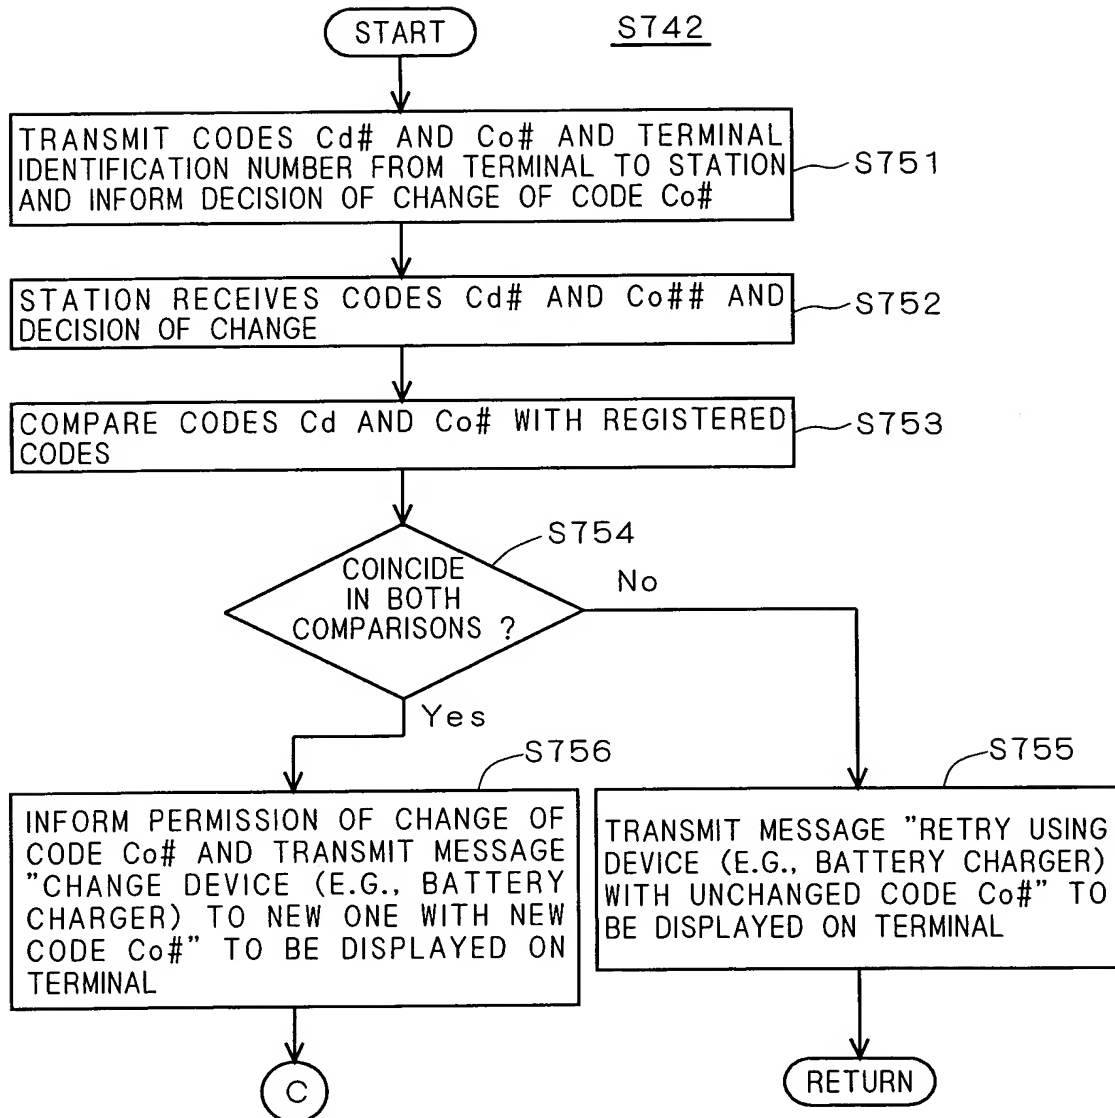 START
S742
TRANSMIT CODES Cd# AND Co# AND TERMINAL
IDENTIFICATION NUMBER FROM TERMINAL TO STATION
AND INFORM DECISION OF CHANGE OF CODE Co#
S751
STATION RECEIVES CODES Cd# AND Co## AND
DECISION OF CHANGE
S752
COMPARE CODES Cd AND Co# WITH REGISTERED
CODES
S753
S754
COINCIDE
IN BOTH
COMPARISONS ?
No
Yes
S756
INFORM PERMISSION OF CHANGE OF
CODE Co# AND TRANSMIT MESSAGE
"CHANGE DEVICE (E.G., BATTERY
CHARGER) TO NEW ONE WITH NEW
CODE Co#" TO BE DISPLAYED ON
TERMINAL
S755
TRANSMIT MESSAGE "RETRY USING
DEVICE (E.G., BATTERY CHARGER)
WITH UNCHANGED CODE Co#" TO
BE DISPLAYED ON TERMINAL
C
RETURN